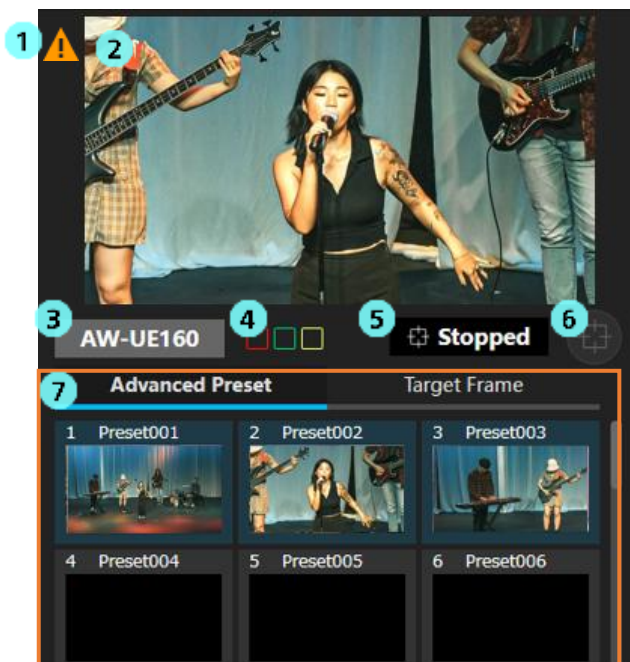 1
2
3 AW-UE160 4 5 Stopped 6
7 Advanced Preset Target Frame
1 Preset001 2 Preset002 3 Preset003
4 Preset004 5 Preset005 6 Preset006